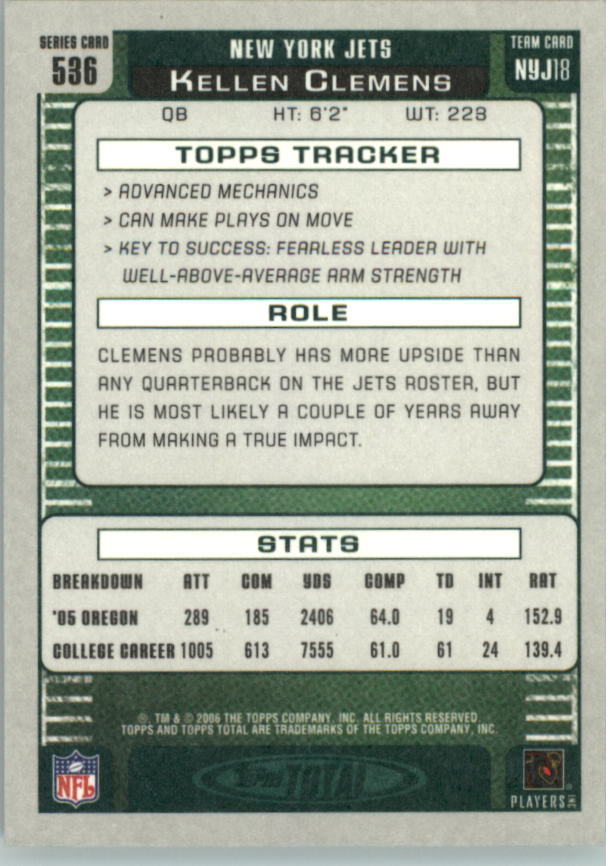 SERIES CARD
536
NEW YORK JETS
KELLEN CLEMENS
TEAM CARD
NYJ18
QB HT: 6'2" WT: 223
TOPPS TRACKER
> ADVANCED MECHANICS
> CAN MAKE PLAYS ON MOVE
> KEY TO SUCCESS: FEARLESS LEADER WITH
WELL-ABOVE-AVERAGE ARM STRENGTH
ROLE
CLEMENS PROBABLY HAS MORE UPSIDE THAN
ANY QUARTERBACK ON THE JETS ROSTER, BUT
HE IS MOST LIKELY A COUPLE OF YEARS AWAY
FROM MAKING A TRUE IMPACT.
STATS
BREAKDOWN ATT COM YDS COMP TD INT RAT
'05 OREGON 289 185 2406 64.0 19 4 152.9
COLLEGE CAREER 1005 613 7555 61.0 61 24 139.4
®, TM & © 2006 THE TOPPS COMPANY, INC. ALL RIGHTS RESERVED.
TOPPS AND TOPPS TOTAL ARE TRADEMARKS OF THE TOPPS COMPANY, INC.
NFL
TOTAL
PLAYERS INC